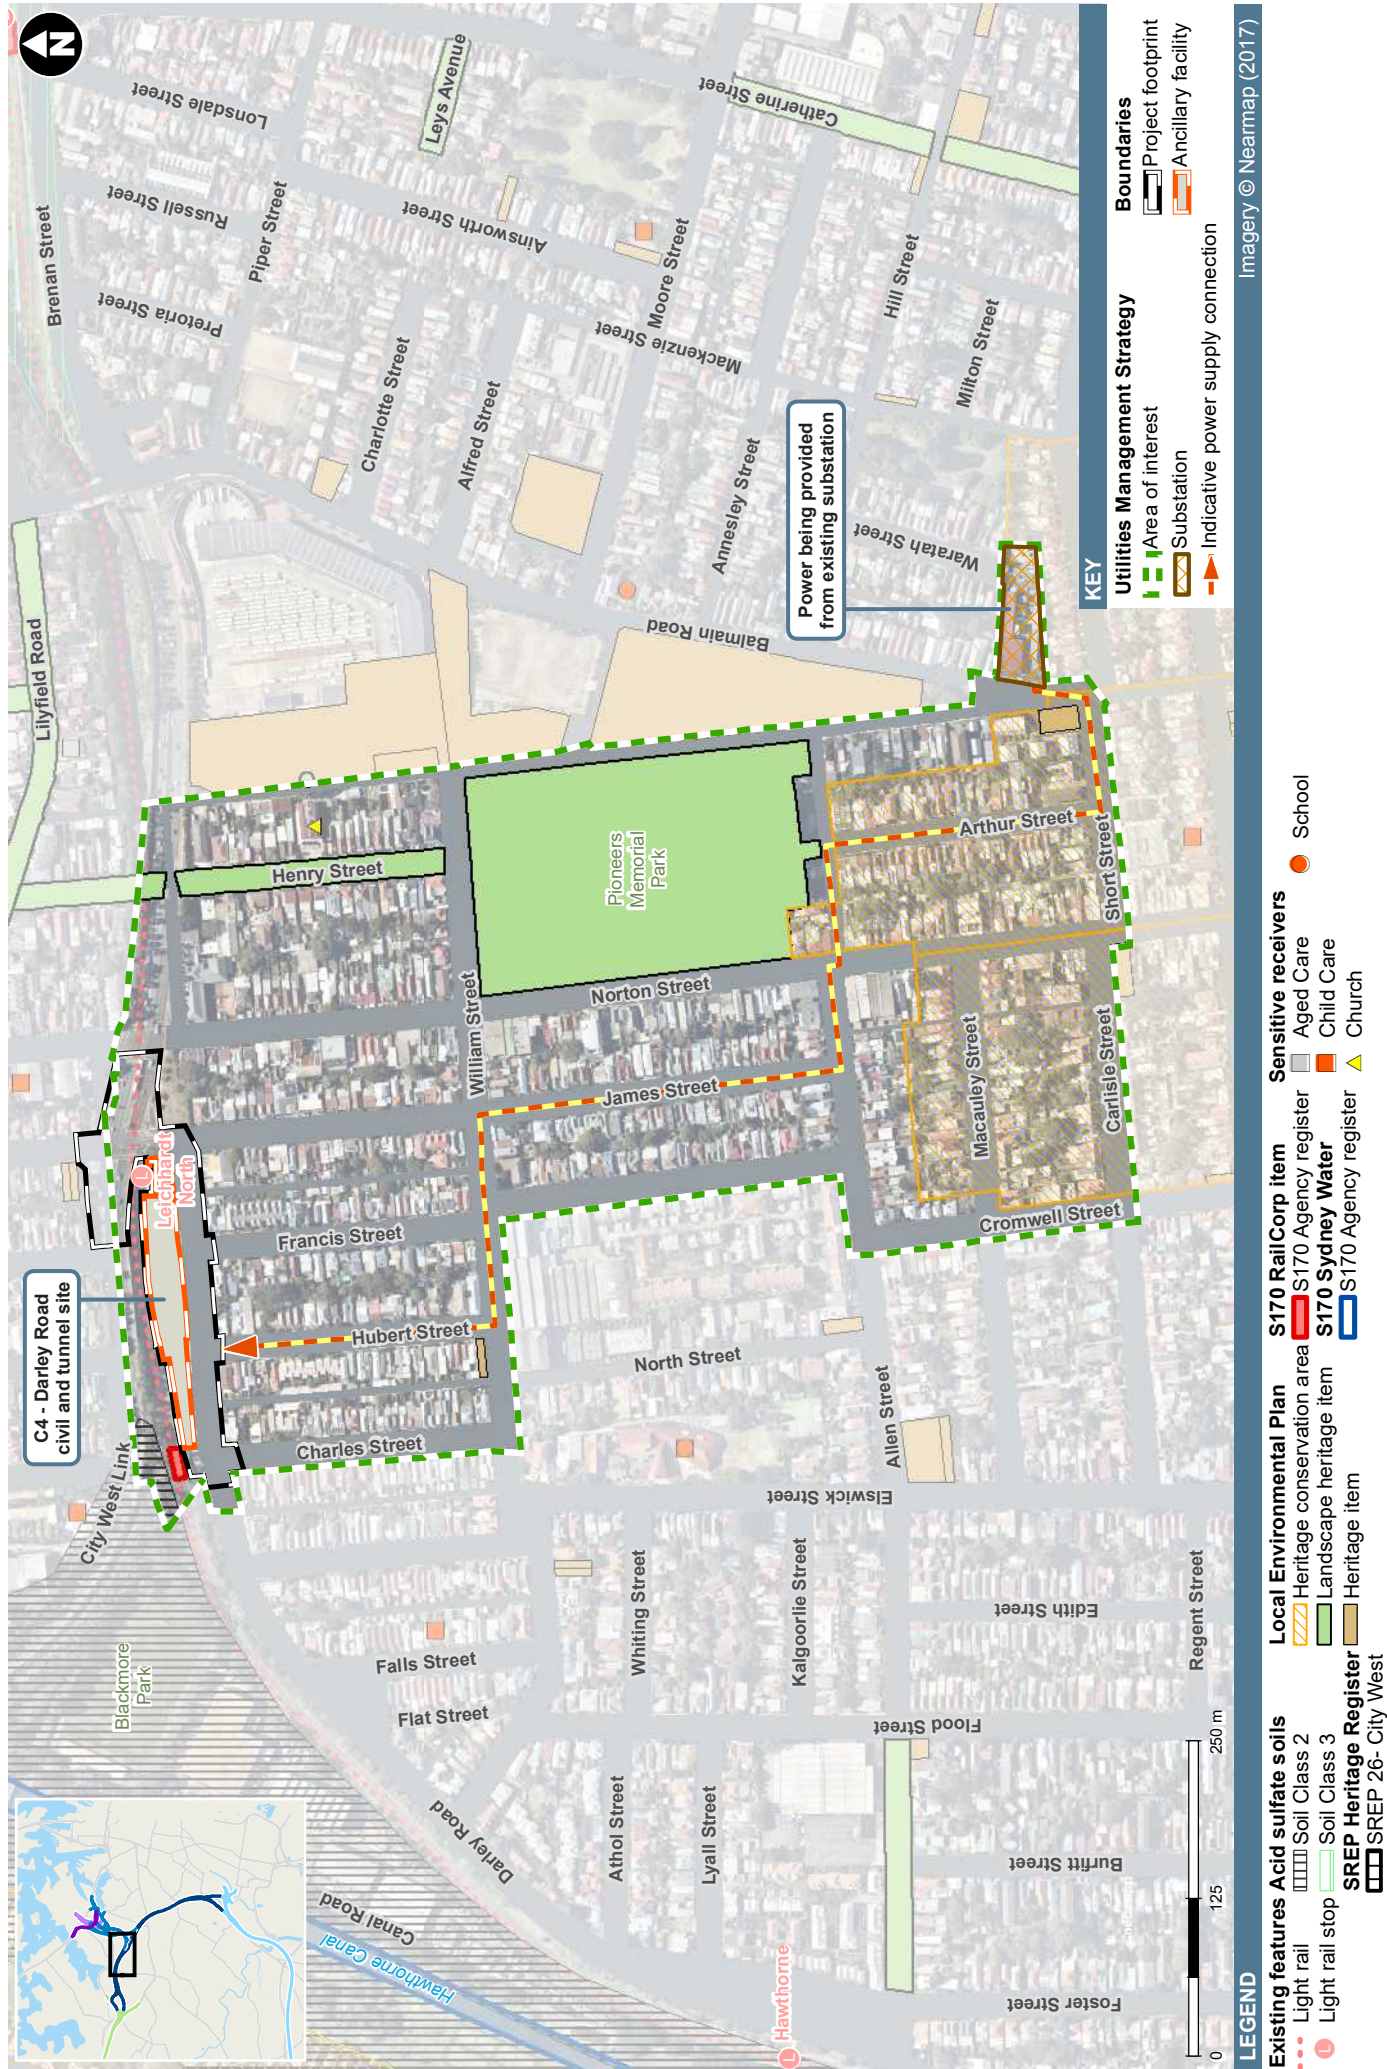 N
Brenan Street
Lonsdale Street
Leys Avenue
Russell Street
Piper Street
Pretoria Street
Ainsworth Street
Catherine Street
Moore Street
Mackenzie Street
Hill Street
Milton Street
Charlotte Street
Alfred Street
Annesley Street
Waratah Street
Balmain Road
Lilyfield Road
Power being provided
from existing substation
Henry Street
Pioneers
Memorial
Park
Arthur Street
Short Street
William Street
Norton Street
James Street
Macauley Street
Carlisle Street
Cromwell Street
L
Leichhardt
North
Francis Street
Hubert Street
Charles Street
C4 - Darley Road
civil and tunnel site
City West Link
North Street
Allen Street
Elswick Street
Blackmore
Park
Falls Street
Flat Street
Whiting Street
Kalgoorlie Street
Edith Street
Regent Street
Flood Street
Darley Road
Athol Street
Lyall Street
Burfitt Street
Foster Street
Canal Road
Hawthorne Canal
L
Hawthorne
0
125
250 m
KEY
Utilities Management Strategy
Area of interest
Substation
Indicative power supply connection
Boundaries
Project footprint
Ancillary facility
Imagery © Nearmap (2017)
LEGEND
Existing features
Light rail
L
Light rail stop
Acid sulfate soils
Soil Class 2
Soil Class 3
SREP Heritage Register
SREP 26- City West
Local Environmental Plan
Heritage conservation area
Landscape heritage item
Heritage item
S170 RailCorp item
S170 Agency register
S170 Sydney Water
S170 Agency register
Sensitive receivers
Aged Care
Child Care
Church
School